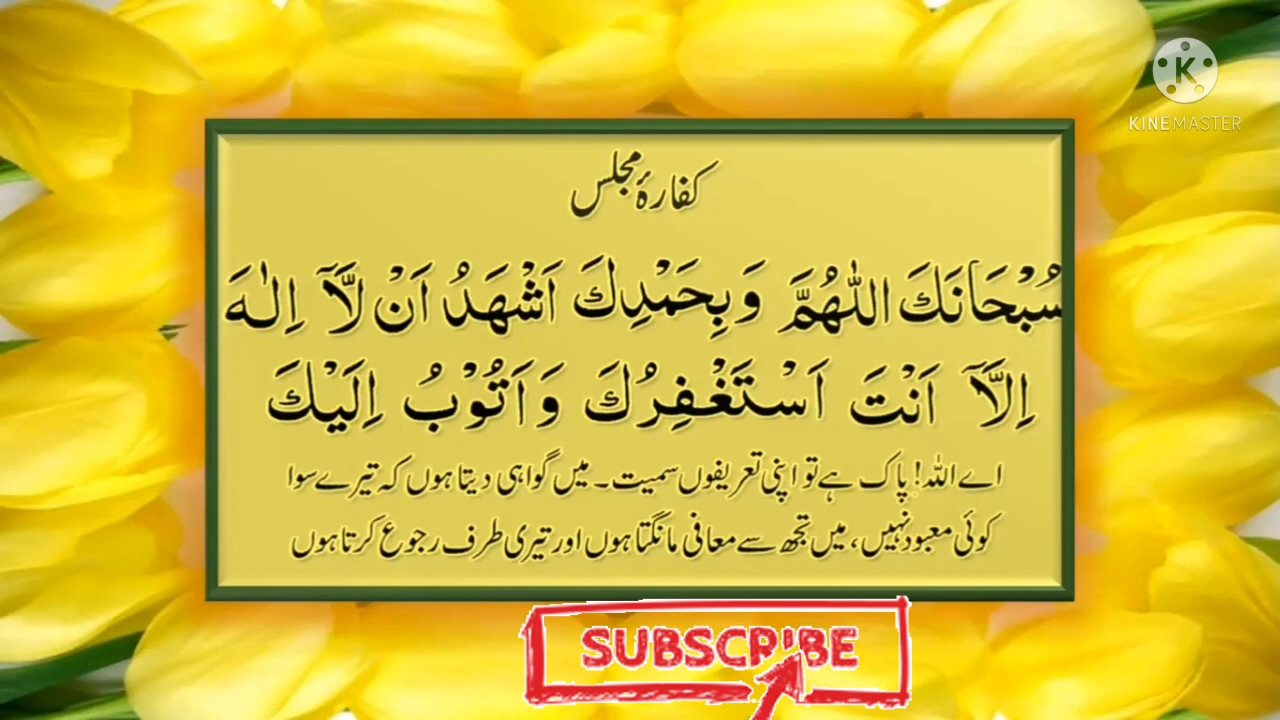 K
KINEMASTER
کفارۂ مجلس
سُبْحَانَكَ اللّٰهُمَّ وَبِحَمْدِكَ اَشْهَدُ اَنْ لَّآ اِلٰهَ
اِلَّآ اَنْتَ اَسْتَغْفِرُكَ وَاَتُوْبُ اِلَيْكَ
اے اللہ! پاک ہے تو اپنی تعریفوں سمیت۔ میں گواہی دیتا ہوں کہ تیرے سوا
کوئی معبود نہیں، میں تجھ سے معافی مانگتا ہوں اور تیری طرف رجوع کرتا ہوں
SUBSCRIBE